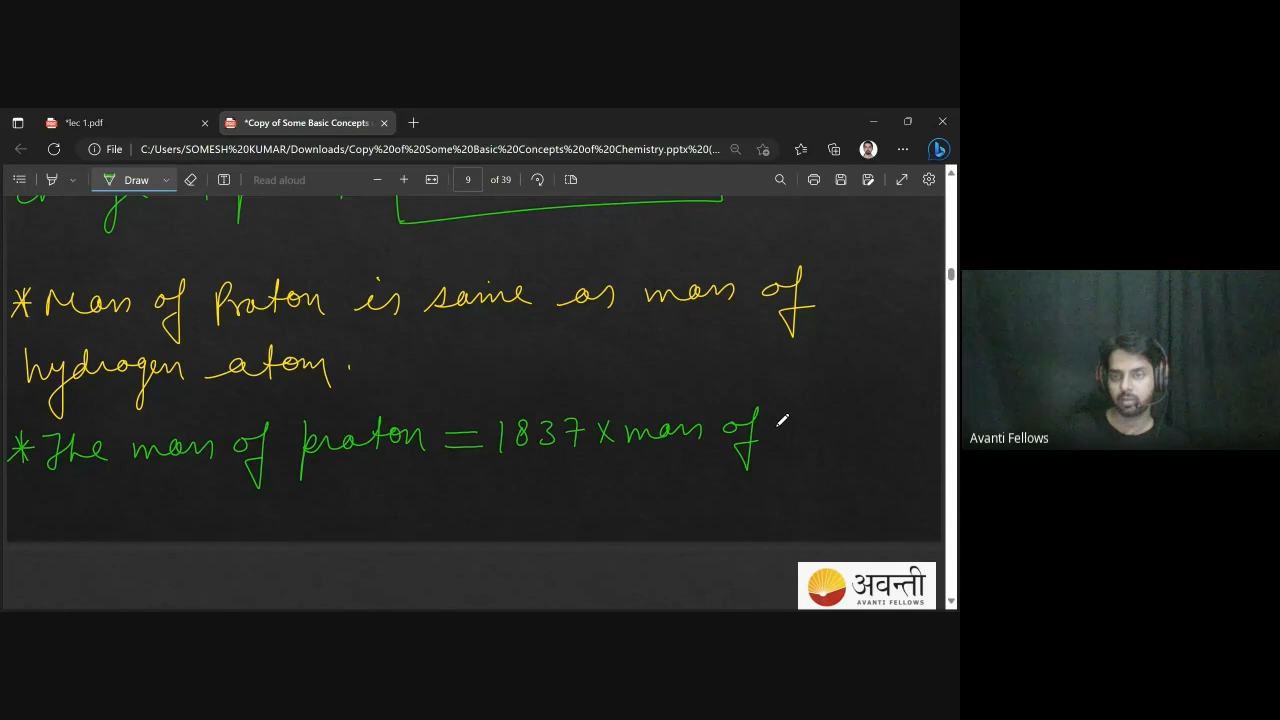 *lec 1.pdf
*Copy of Some Basic Concepts
File
C:/Users/SOMESH%20KUMAR/Downloads/Copy%20of%20Some%20Basic%20Concepts%20of%20Chemistry.pptx%20(...
Draw
Read aloud
9 of 39
* Mass of Proton is same as mass of
hydrogen atom.
* The mass of proton = 1837 x mass of
Avanti Fellows
अवन्ती
AVANTI FELLOWS